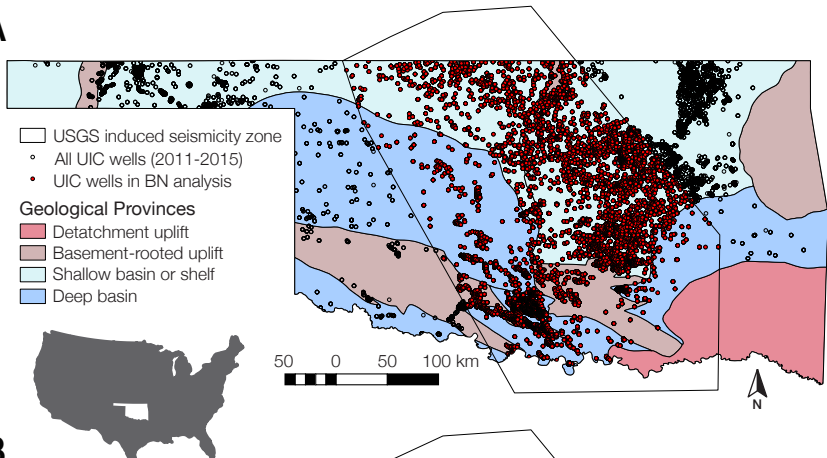 A
USGS induced seismicity zone
All UIC wells (2011-2015)
UIC wells in BN analysis
Geological Provinces
Detatchment uplift
Basement-rooted uplift
Shallow basin or shelf
Deep basin
50 0 50 100 km
N
B